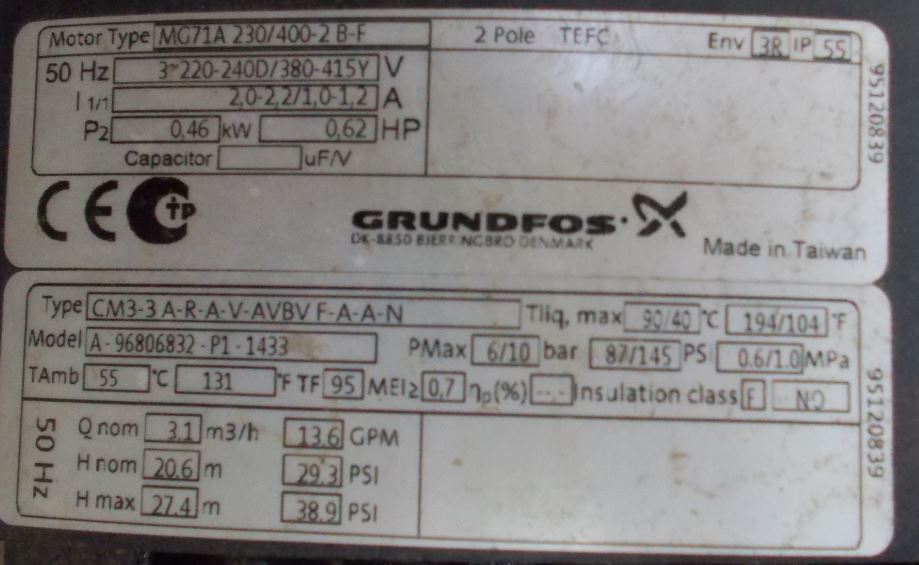 Motor Type MG71A 230/400-2 B-F 2 Pole TEFC Env 3R IP 55
50 Hz 3~220-240D/380-415Y V
I 1/1 2,0-2,2/1,0-1,2 A
P2 0,46 kW 0,62 HP
Capacitor uF/V
95120839
CE TP
GRUNDFOS
DK-8850 BJERRINGBRO DENMARK
Made in Taiwan
Type CM3-3 A-R-A-V-AVBV F-A-A-N Tliq, max 90/40 °C 194/104 °F
Model A - 96806832 - P1 - 1433 PMax 6/10 bar 87/145 PSI 0.6/1.0 MPa
TAmb 55 °C 131 °F TF 95 MEI≥ 0,7 ηp(%) --.- Insulation class F NO
95120839
50 Hz
Q nom 3.1 m3/h 13.6 GPM
H nom 20.6 m 29.3 PSI
H max 27.4 m 38.9 PSI